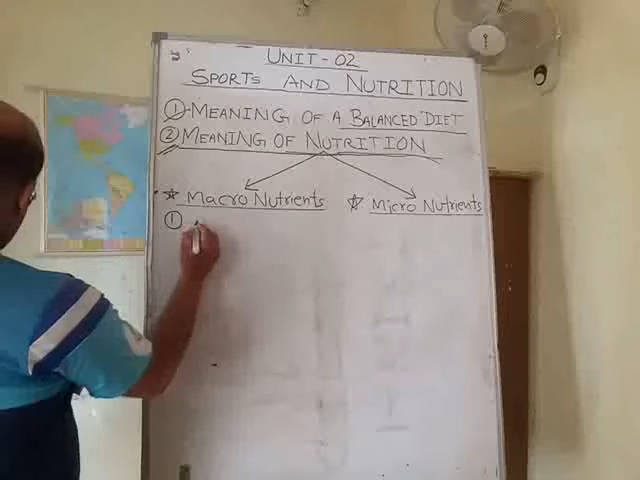 UNIT - 02
SPORTS AND NUTRITION
① MEANING OF A BALANCED DIET
② MEANING OF NUTRITION
☆ Macro Nutrients ☆ Micro Nutrients
①